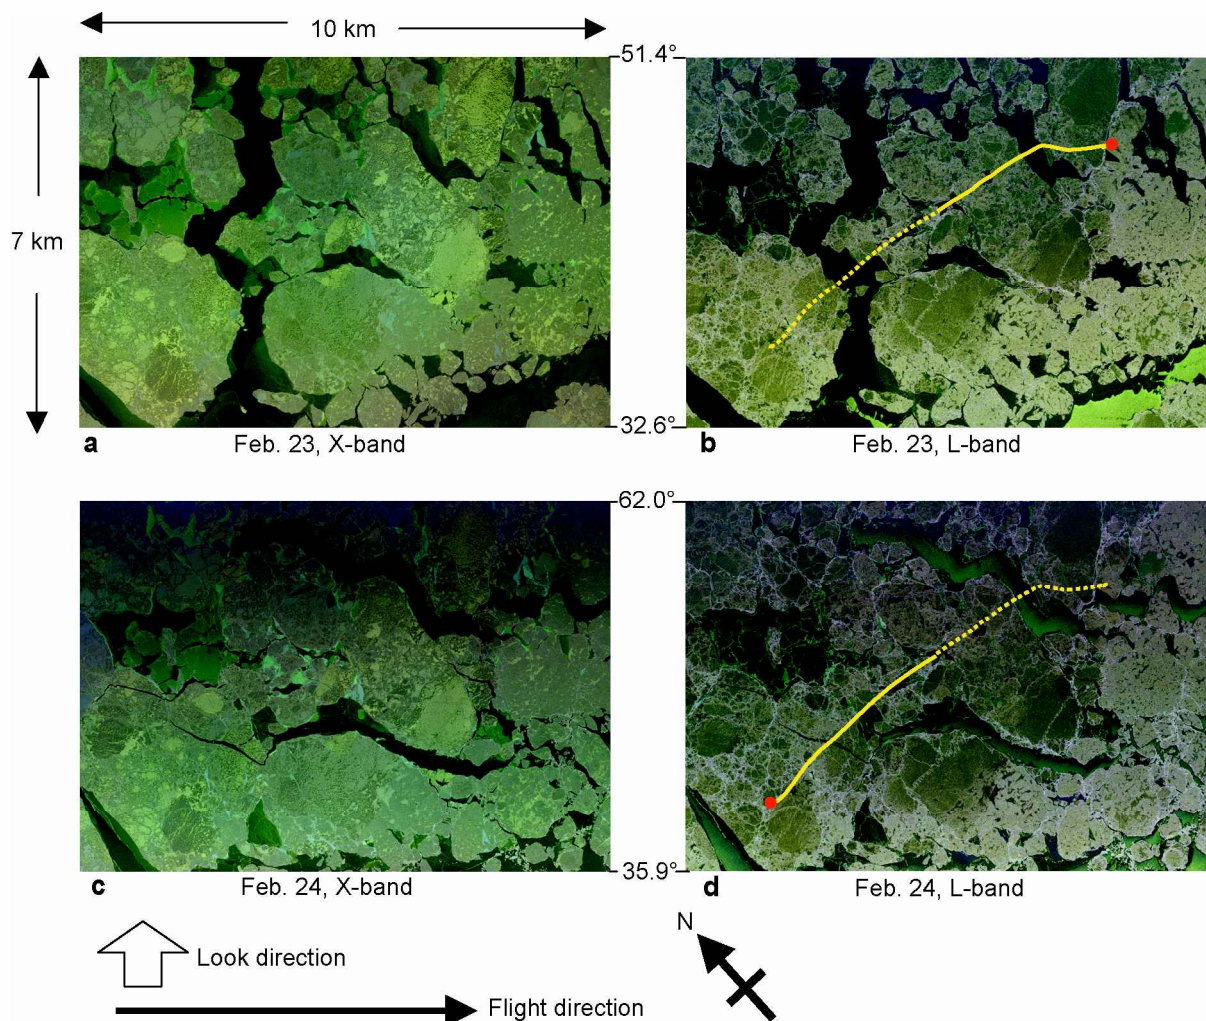 10 km
51.4°
7 km
32.6°
a
Feb. 23, X-band
b
Feb. 23, L-band
62.0°
35.9°
c
Feb. 24, X-band
d
Feb. 24, L-band
N
Look direction
Flight direction